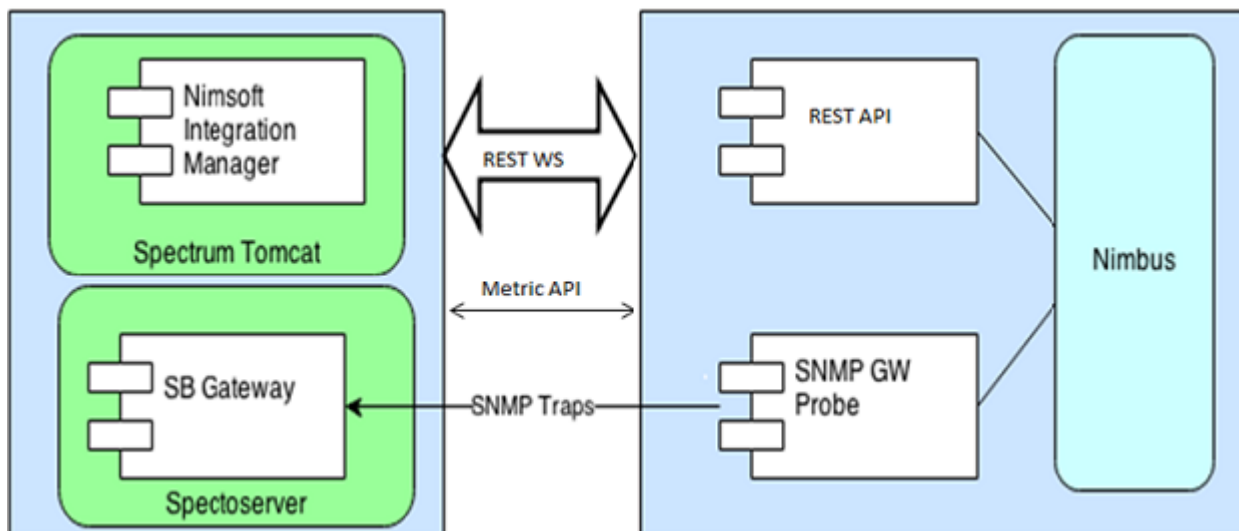 Nimsoft
Integration
Manager
Spectrum Tomcat
REST WS
REST API
Nimbus
Metric API
SB Gateway
SNMP Traps
SNMP GW
Probe
Spectoserver